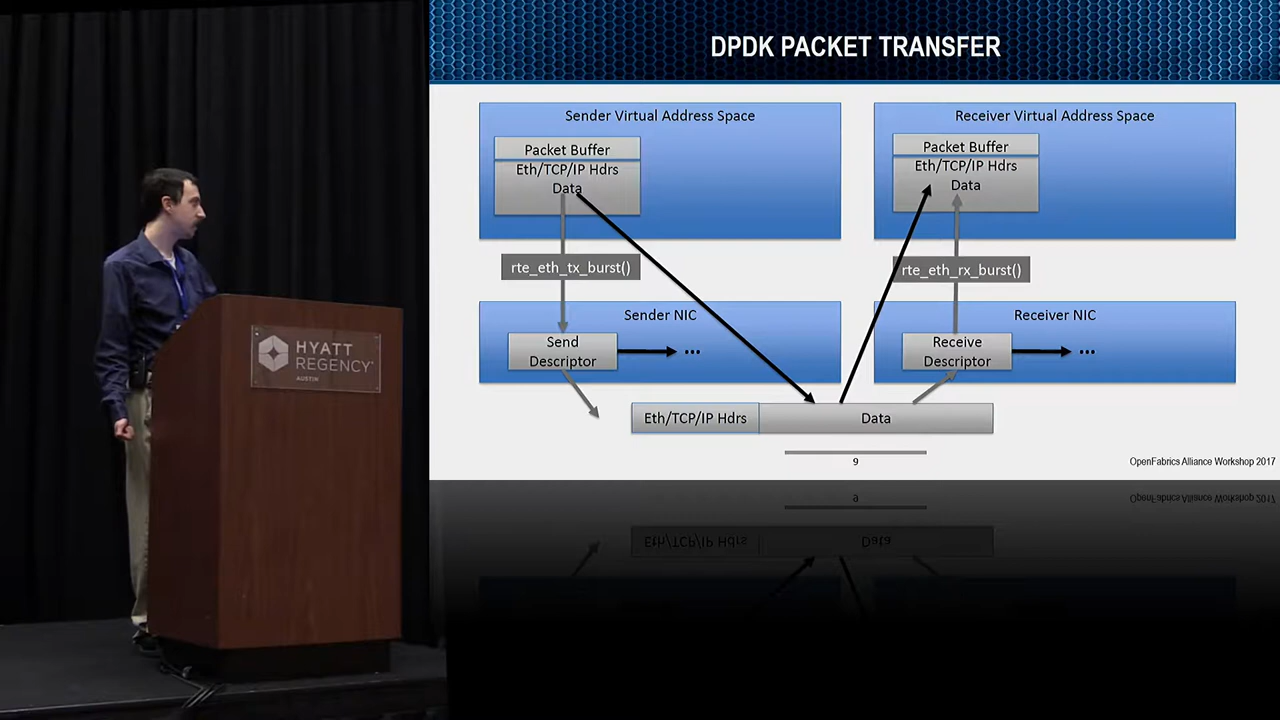 DPDK PACKET TRANSFER
Sender Virtual Address Space
Packet Buffer
Eth/TCP/IP Hdrs
Data
rte_eth_tx_burst()
Sender NIC
Send
Descriptor
...
Receiver Virtual Address Space
Packet Buffer
Eth/TCP/IP Hdrs
Data
rte_eth_rx_burst()
Receiver NIC
Receive
Descriptor
...
Eth/TCP/IP Hdrs
Data
9
OpenFabrics Alliance Workshop 2017
HYATT
REGENCY
AUSTIN